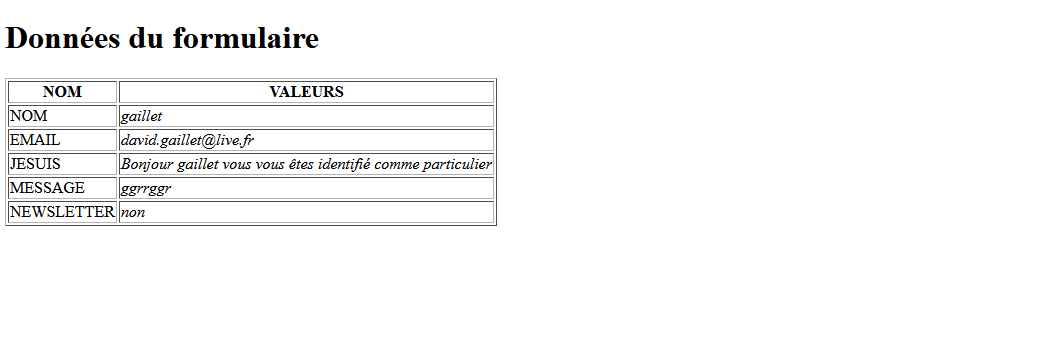 Données du formulaire
NOM VALEURS
NOM gaillet
EMAIL david.gaillet@live.fr
JESUIS Bonjour gaillet vous vous êtes identifié comme particulier
MESSAGE ggrrggr
NEWSLETTER non